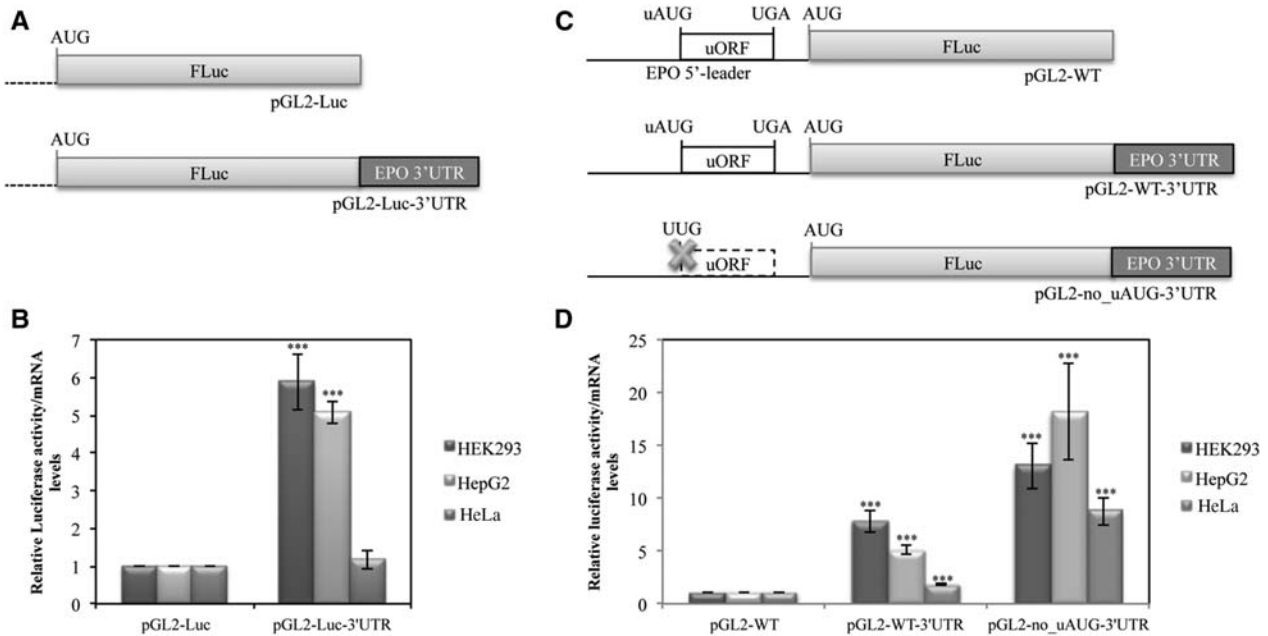 A
AUG
FLuc
pGL2-Luc
AUG
FLuc
EPO 3’UTR
pGL2-Luc-3’UTR
B
Relative Luciferase activity/mRNA
levels
7
6
5
4
3
2
1
0
***
***
pGL2-Luc
pGL2-Luc-3’UTR
HEK293
HepG2
HeLa
C
uAUG
UGA
AUG
uORF
FLuc
EPO 5’-leader
pGL2-WT
uAUG
UGA
AUG
uORF
FLuc
EPO 3’UTR
pGL2-WT-3’UTR
UUG
AUG
uORF
FLuc
EPO 3’UTR
pGL2-no_uAUG-3’UTR
D
Relative luciferase activity/mRNA
levels
25
20
15
10
5
0
***
***
***
***
***
***
pGL2-WT
pGL2-WT-3’UTR
pGL2-no_uAUG-3’UTR
HEK293
HepG2
HeLa